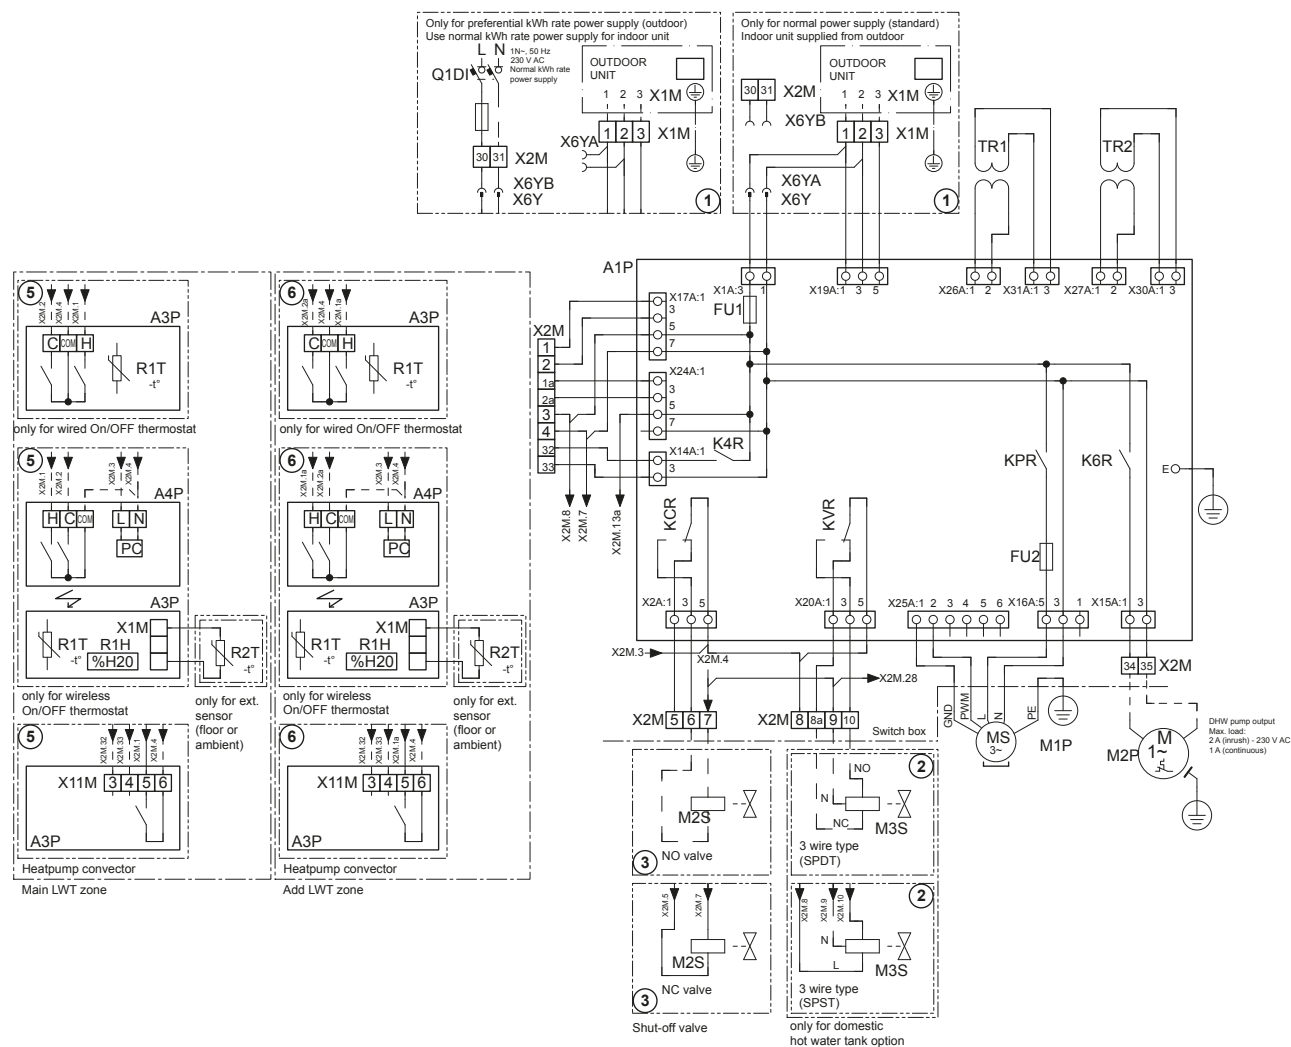 Only for preferential kWh rate power supply (outdoor)
Use normal kWh rate power supply for indoor unit
L N
1N~, 50 Hz
230 V AC
Normal kWh rate
power supply
Q1DI
OUTDOOR
UNIT
1 2 3 X1M
X6YA
1 2 3 X1M
30 31 X2M
X6YB
X6Y
1
Only for normal power supply (standard)
Indoor unit supplied from outdoor
OUTDOOR
UNIT
30 31 X2M
1 2 3 X1M
X6YB
1 2 3 X1M
X6YA
X6Y
1
TR1
TR2
A1P
X1A:3 1
X19A:1 3 5
X26A:1 2
X31A:1 3
X27A:1 2
X30A:1 3
FU1
X17A:1
3
5
7
X24A:1
3
5
7
X14A:1
3
K4R
X2M
1
2
1a
2a
3
4
32
33
X2M.8
X2M.7
X2M.13a
KCR
KVR
KPR
K6R
FU2
E
X2A:1 3 5
X20A:1 3 5
X25A:1 2 3 4 5 6
X16A:5 3 1
X15A:1 3
X2M.3
X2M.4
X2M.28
34 35 X2M
X2M 5 6 7
X2M 8 8a 9 10
Switch box
GND
PWM
L
N
PE
MS
3~
M1P
M2P
M
1~
DHW pump output
Max. load:
2 A (inrush) - 230 V AC
1 A (continuous)
5
X2M.2
X2M.4
X2M.1
A3P
C COM H
R1T
-t°
only for wired On/OFF thermostat
6
X2M.2a
X2M.4
X2M.1a
A3P
C COM H
R1T
-t°
only for wired On/OFF thermostat
5
X2M.1
X2M.2
X2M.3
X2M.4
A4P
H C COM L N
PC
A3P
X1M
R1T
-t°
R1H
%H20
R2T
-t°
only for wireless
On/OFF thermostat
only for ext.
sensor
(floor or
ambient)
6
X2M.1a
X2M.2a
X2M.3
X2M.4
A4P
H C COM L N
PC
A3P
X1M
R1T
-t°
R1H
%H20
R2T
-t°
only for wireless
On/OFF thermostat
only for ext.
sensor
(floor or
ambient)
5
X2M.32
X2M.33
X2M.1
X2M.4
X11M 3 4 5 6
A3P
Heatpump convector
Main LWT zone
6
X2M.32
X2M.33
X2M.1a
X2M.4
X11M 3 4 5 6
A3P
Heatpump convector
Add LWT zone
M2S
3
NO valve
X2M.5
X2M.7
M2S
NC valve
3
Shut-off valve
2
NO
N
NC
M3S
3 wire type
(SPDT)
2
X2M.8
X2M.9
X2M.10
N
L
M3S
3 wire type
(SPST)
only for domestic
hot water tank option